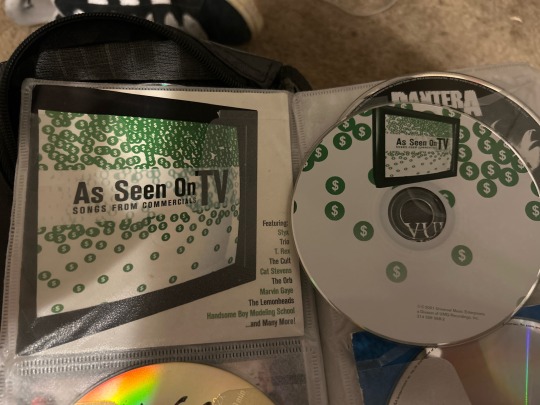 As Seen On TV
SONGS FROM COMMERCIALS
Featuring:
Styx
Trio
T. Rex
The Cult
Cat Stevens
The Orb
Marvin Gaye
The Lemonheads
Handsome Boy Modeling School
...and Many More!
PANTERA
As Seen On TV